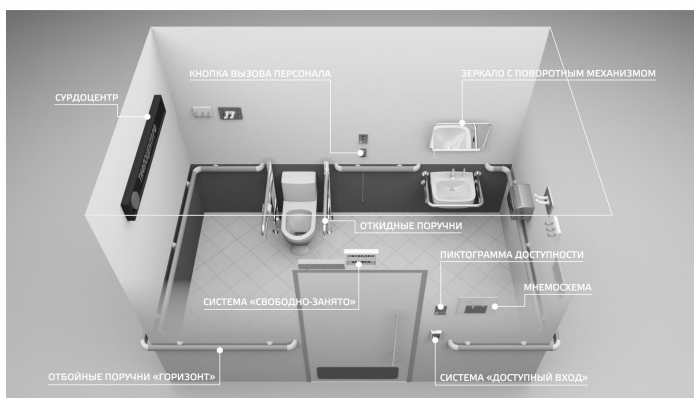 КНОПКА ВЫЗОВА ПЕРСОНАЛА
ЗЕРКАЛО С ПОВОРОТНЫМ МЕХАНИЗМОМ
СУРДОЦЕНТР
ОТКИДНЫЕ ПОРУЧНИ
ПИКТОГРАММА ДОСТУПНОСТИ
МНЕМОСХЕМА
СИСТЕМА «СВОБОДНО-ЗАНЯТО»
ОТБОЙНЫЕ ПОРУЧНИ «ГОРИЗОНТ»
СИСТЕМА «ДОСТУПНЫЙ ВХОД»